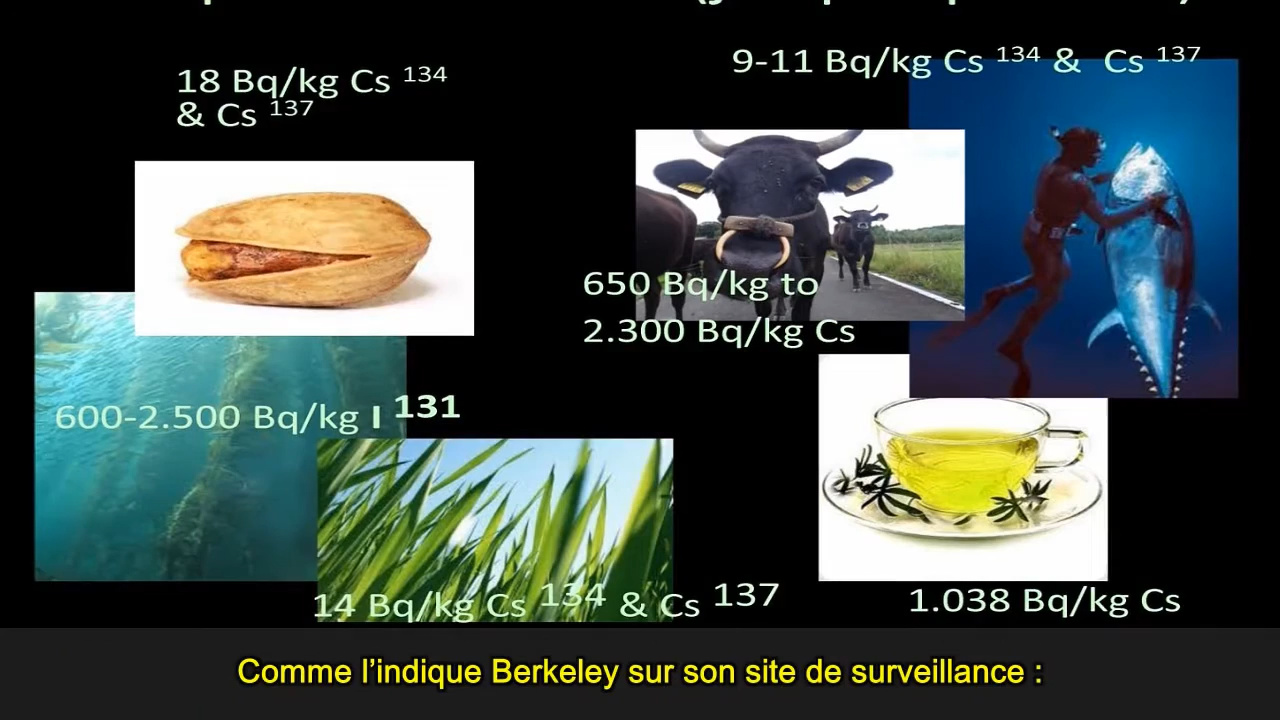 18 Bq/kg Cs 134
& Cs 137
9-11 Bq/kg Cs 134 & Cs 137
650 Bq/kg to
2.300 Bq/kg Cs
600-2.500 Bq/kg I 131
14 Bq/kg Cs 134 & Cs 137
1.038 Bq/kg Cs
Comme l’indique Berkeley sur son site de surveillance :